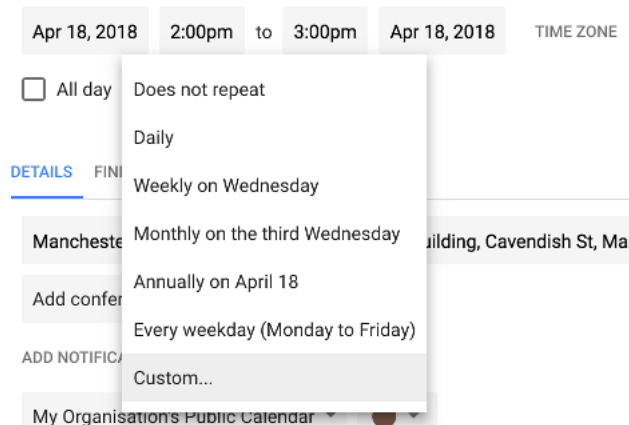 Apr 18, 2018 2:00pm to 3:00pm Apr 18, 2018 TIME ZONE
All day
Does not repeat
Daily
DETAILS
Weekly on Wednesday
Monthly on the third Wednesday
Cavendish St,
Annually on April 18
Add
Every weekday (Monday to Friday)
ADD
Custom...
My Organisation's Public Calendar